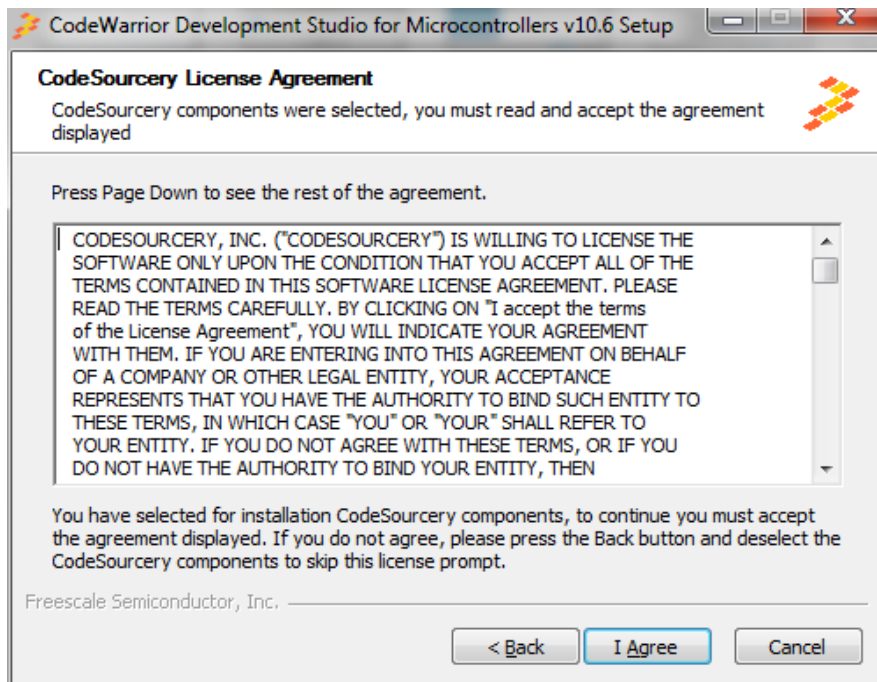 CodeWarrior Development Studio for Microcontrollers v10.6 Setup
CodeSourcery License Agreement
CodeSourcery components were selected, you must read and accept the agreement
displayed
Press Page Down to see the rest of the agreement.
CODESOURCERY, INC. ("CODESOURCERY") IS WILLING TO LICENSE THE
SOFTWARE ONLY UPON THE CONDITION THAT YOU ACCEPT ALL OF THE
TERMS CONTAINED IN THIS SOFTWARE LICENSE AGREEMENT. PLEASE
READ THE TERMS CAREFULLY. BY CLICKING ON "I accept the terms
of the License Agreement", YOU WILL INDICATE YOUR AGREEMENT
WITH THEM. IF YOU ARE ENTERING INTO THIS AGREEMENT ON BEHALF
OF A COMPANY OR OTHER LEGAL ENTITY, YOUR ACCEPTANCE
REPRESENTS THAT YOU HAVE THE AUTHORITY TO BIND SUCH ENTITY TO
THESE TERMS, IN WHICH CASE "YOU" OR "YOUR" SHALL REFER TO
YOUR ENTITY. IF YOU DO NOT AGREE WITH THESE TERMS, OR IF YOU
DO NOT HAVE THE AUTHORITY TO BIND YOUR ENTITY, THEN
You have selected for installation CodeSourcery components, to continue you must accept
the agreement displayed. If you do not agree, please press the Back button and deselect the
CodeSourcery components to skip this license prompt.
Freescale Semiconductor, Inc.
< Back
I Agree
Cancel